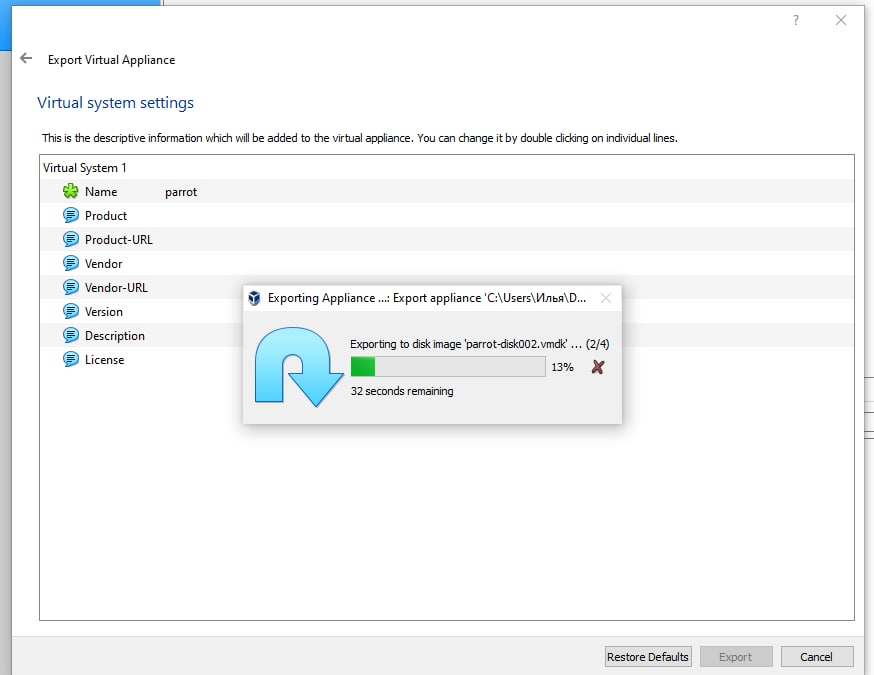 ?
Export Virtual Appliance
Virtual system settings
This is the descriptive information which will be added to the virtual appliance. You can change it by double clicking on individual lines.
Virtual System 1
Name parrot
Product
Product-URL
Vendor
Vendor-URL
Version
Description
License
Exporting Appliance ...: Export appliance 'C:\Users\Илья\D...
Exporting to disk image 'parrot-disk002.vmdk' ... (2/4)
13%
32 seconds remaining
Restore Defaults Export Cancel